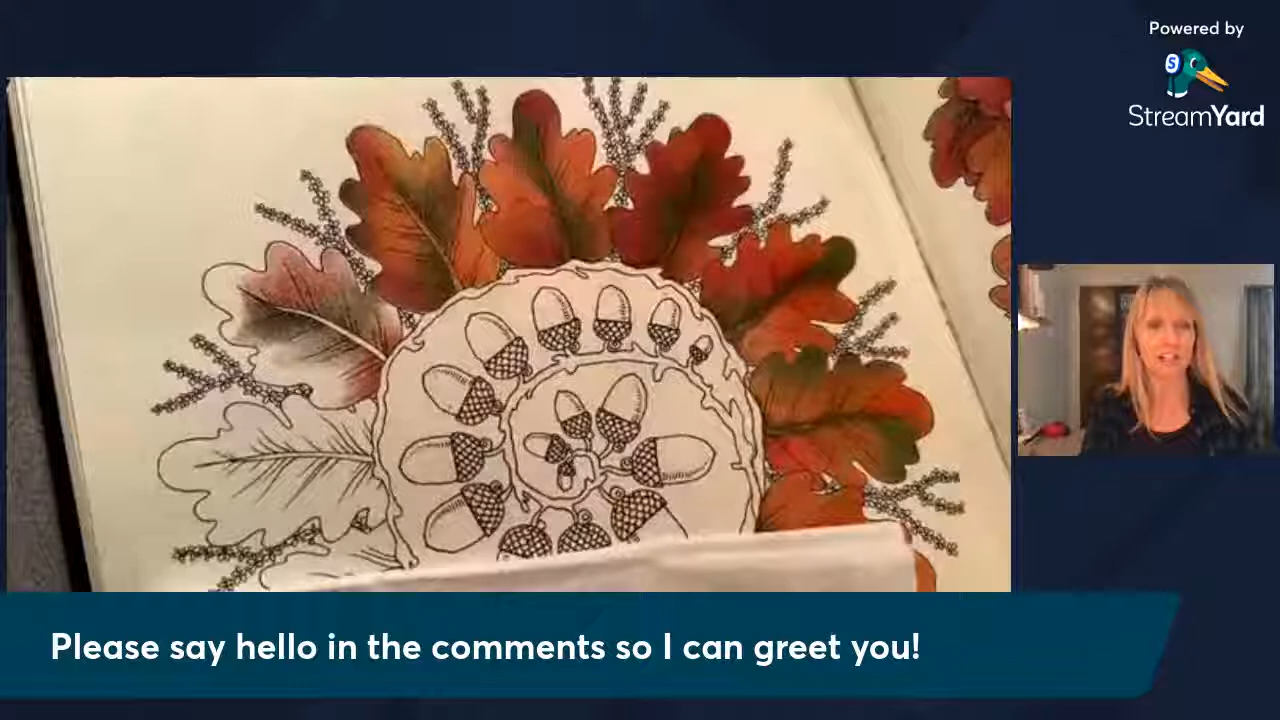 Powered by
StreamYard
Please say hello in the comments so I can greet you!